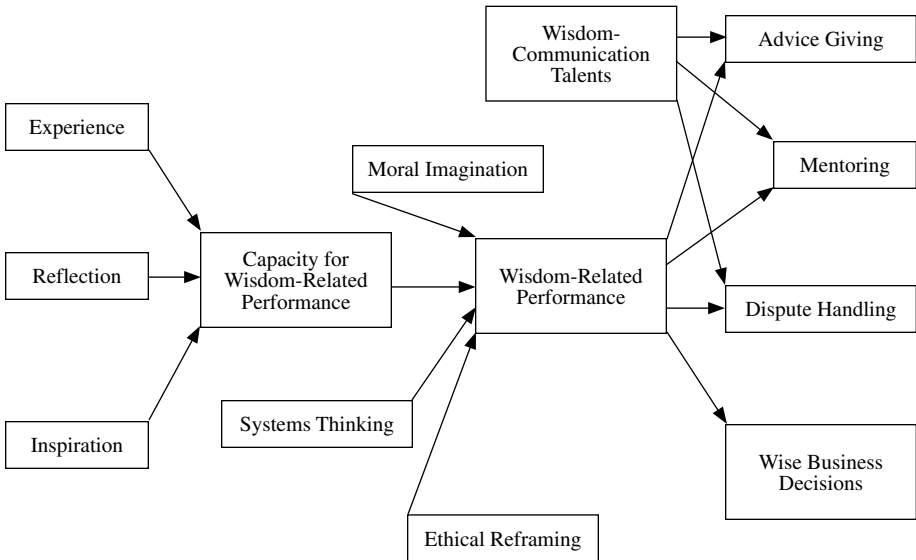 Wisdom-
Communication
Talents
Advice Giving
Experience
Moral Imagination
Mentoring
Reflection
Capacity for
Wisdom-Related
Performance
Wisdom-Related
Performance
Dispute Handling
Systems Thinking
Inspiration
Wise Business
Decisions
Ethical Reframing